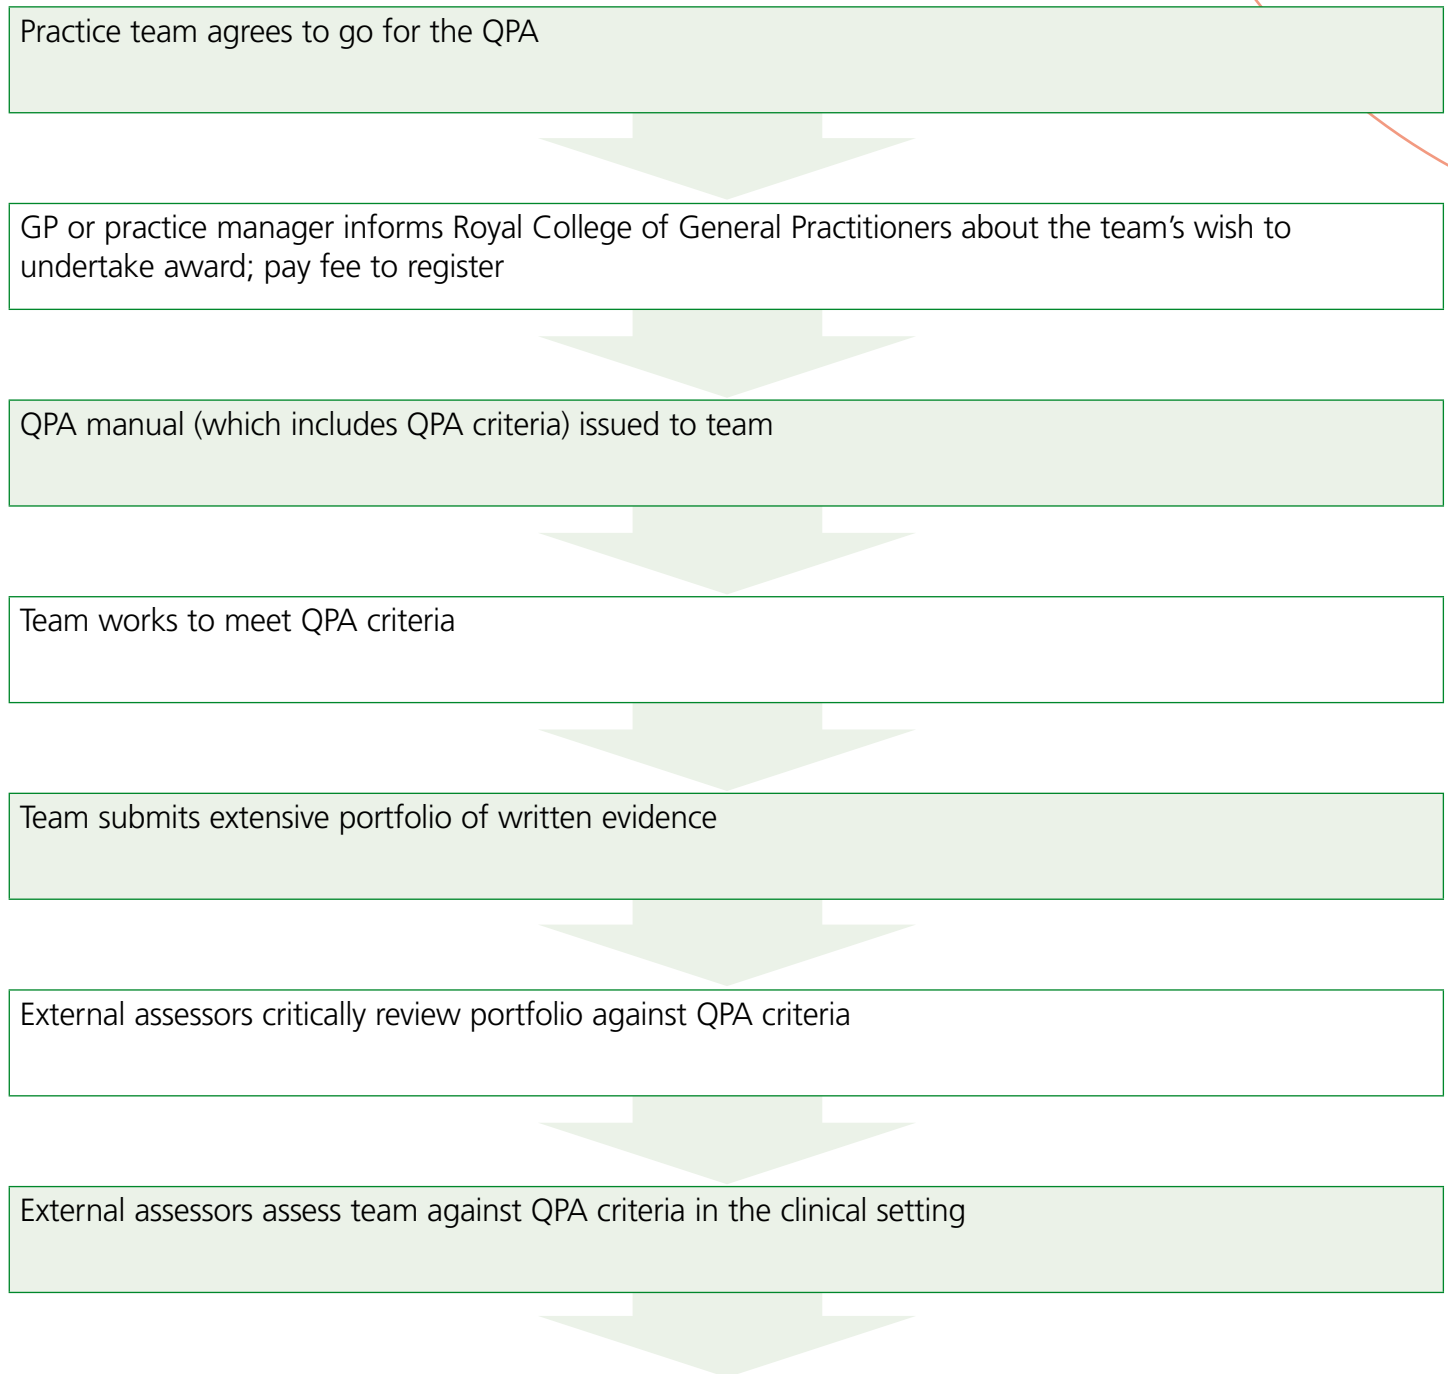 Practice team agrees to go for the QPA
GP or practice manager informs Royal College of General Practitioners about the team’s wish to
undertake award; pay fee to register
QPA manual (which includes QPA criteria) issued to team
Team works to meet QPA criteria
Team submits extensive portfolio of written evidence
External assessors critically review portfolio against QPA criteria
External assessors assess team against QPA criteria in the clinical setting